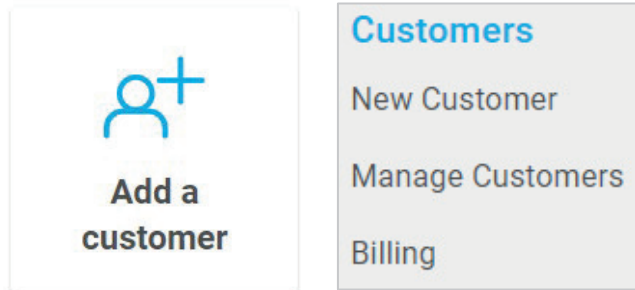 Add a
customer
Customers
New Customer
Manage Customers
Billing